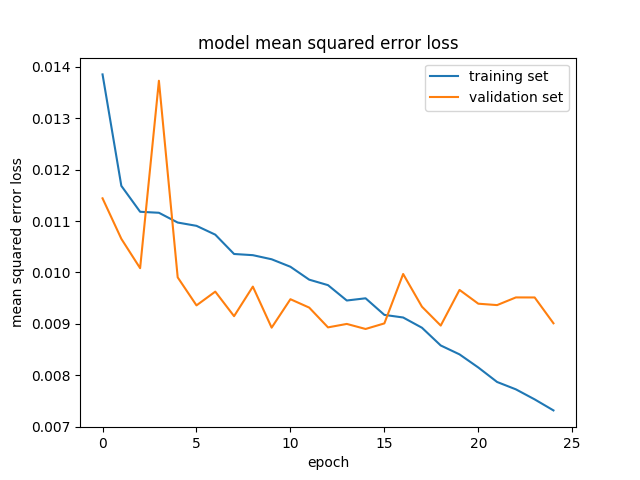 model mean squared error loss
training set
validation set
mean squared error loss
0.014
0.013
0.012
0.011
0.010
0.009
0.008
0.007
0 5 10 15 20 25
epoch